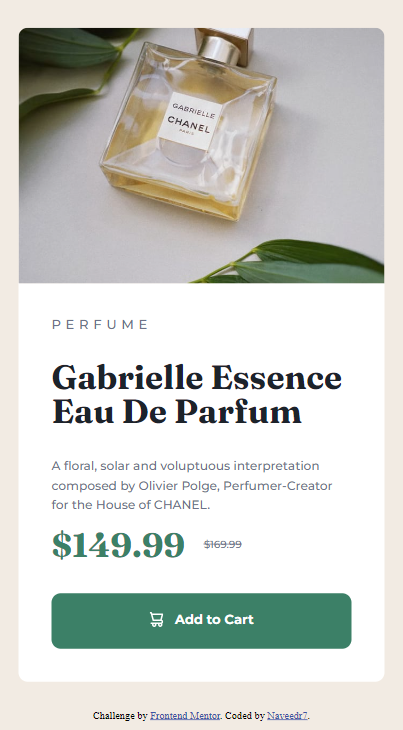 GABRIELLE
CHANEL
PARIS
PERFUME
Gabrielle Essence
Eau De Parfum
A floral, solar and voluptuous interpretation
composed by Olivier Polge, Perfumer-Creator
for the House of CHANEL.
$149.99 $169.99
Add to Cart
Challenge by Frontend Mentor. Coded by Naveedr7.